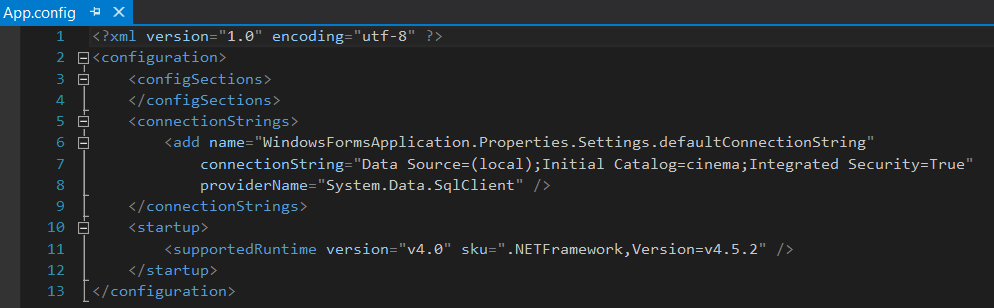 App.config
1 <?xml version="1.0" encoding="utf-8" ?>
2 <configuration>
3 <configSections>
4 </configSections>
5 <connectionStrings>
6 <add name="WindowsFormsApplication.Properties.Settings.defaultConnectionString"
7 connectionString="Data Source=(local);Initial Catalog=cinema;Integrated Security=True"
8 providerName="System.Data.SqlClient" />
9 </connectionStrings>
10 <startup>
11 <supportedRuntime version="v4.0" sku=".NETFramework,Version=v4.5.2" />
12 </startup>
13 </configuration>